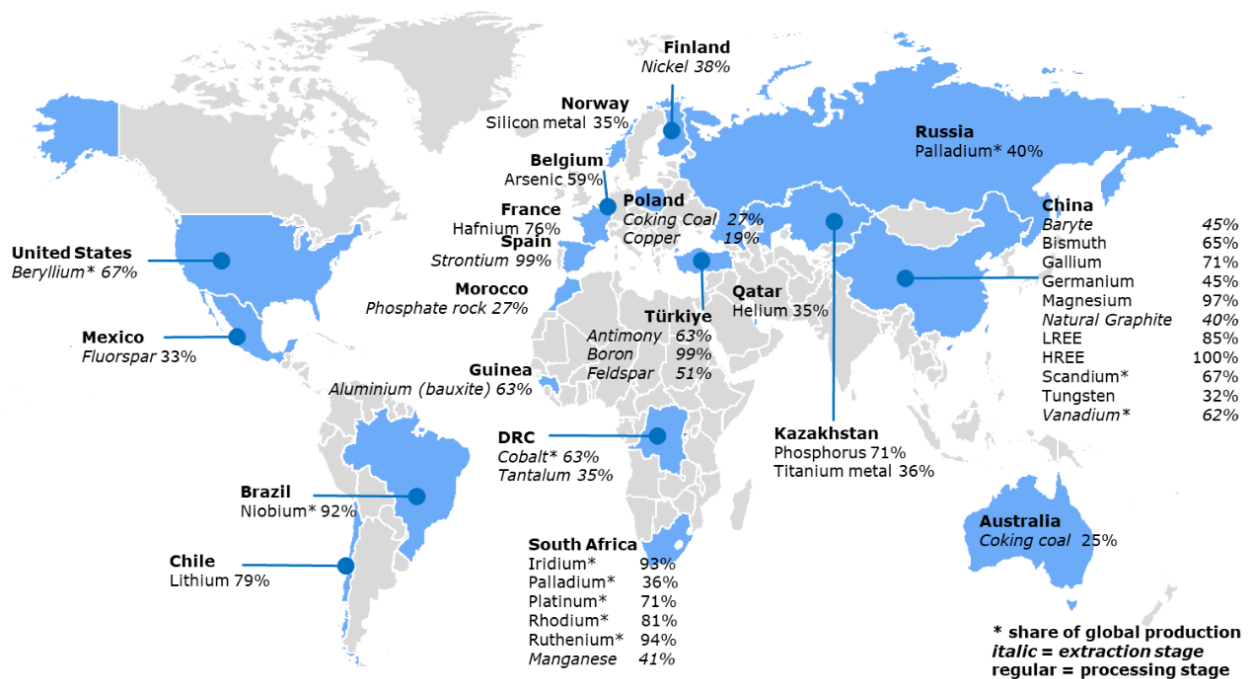 Finland
Nickel 38%
Norway
Silicon metal 35%
Belgium
Arsenic 59%
France
Hafnium 76%
Spain
Strontium 99%
Morocco
Phosphate rock 27%
Poland
Coking Coal 27%
Copper 19%
Russia
Palladium* 40%
United States
Beryllium* 67%
Mexico
Fluorspar 33%
Guinea
Aluminium (bauxite) 63%
Türkiye
Antimony 63%
Boron 99%
Feldspar 51%
Qatar
Helium 35%
China
Baryte 45%
Bismuth 65%
Gallium 71%
Germanium 45%
Magnesium 97%
Natural Graphite 40%
LREE 85%
HREE 100%
Scandium* 67%
Tungsten 32%
Vanadium* 62%
DRC
Cobalt* 63%
Tantalum 35%
Kazakhstan
Phosphorus 71%
Titanium metal 36%
Brazil
Niobium* 92%
Chile
Lithium 79%
South Africa
Iridium* 93%
Palladium* 36%
Platinum* 71%
Rhodium* 81%
Ruthenium* 94%
Manganese 41%
Australia
Coking coal 25%
* share of global production
italic = extraction stage
regular = processing stage